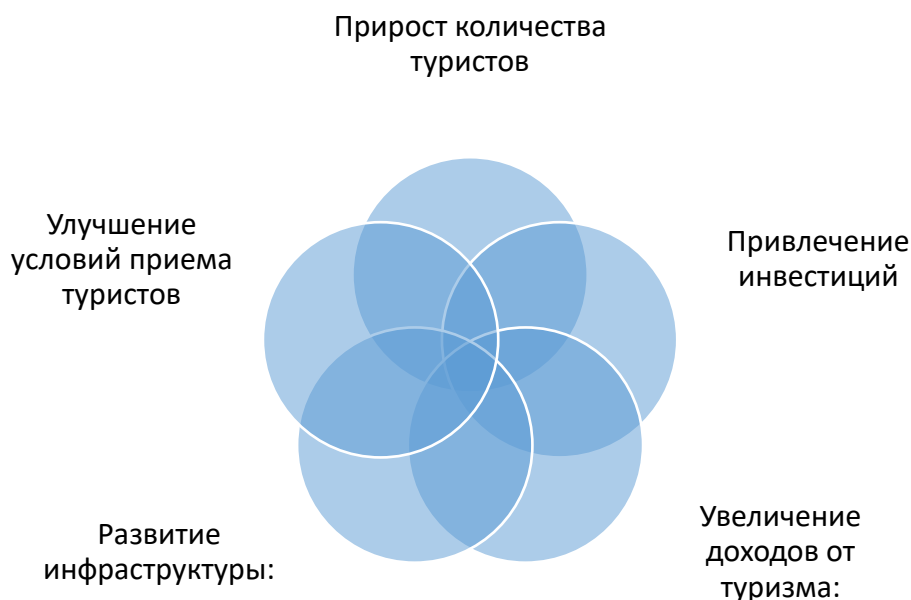 Прирост количества
туристов
Улучшение
условий приема
туристов
Привлечение
инвестиций
Развитие
инфраструктуры:
Увеличение
доходов от
туризма: